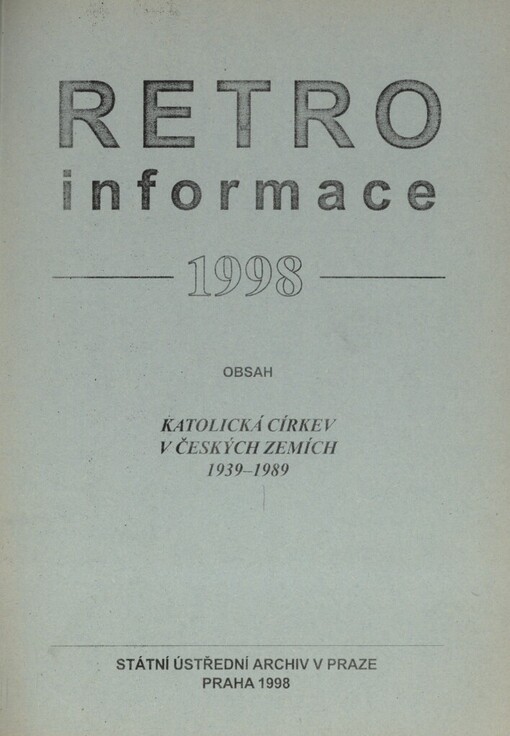 RETRO
informace
1998
OBSAH
KATOLICKÁ CÍRKEV
V ČESKÝCH ZEMÍCH
1939–1989
STÁTNÍ ÚSTŘEDNÍ ARCHIV V PRAZE
PRAHA 1998